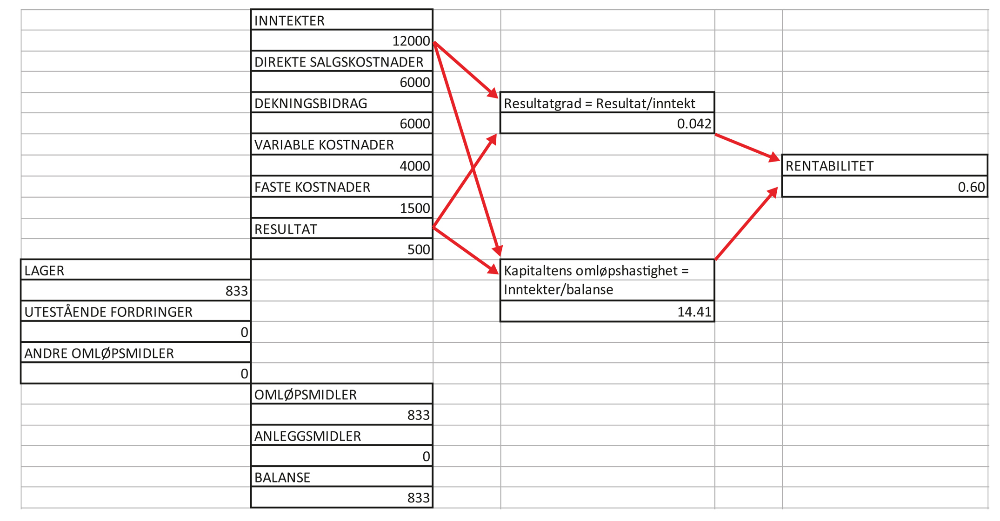 INNTEKTER
12000
DIREKTE SALGSKOSTNADER
6000
DEKNINGSBIDRAG
6000
VARIABLE KOSTNADER
4000
FASTE KOSTNADER
1500
RESULTAT
500
LAGER
833
UTESTÅENDE FORDRINGER
0
ANDRE OMLØPSMIDLER
0
OMLØPSMIDLER
833
ANLEGGSMIDLER
0
BALANSE
833
Resultatgrad = Resultat/inntekt
0.042
Kapitaltens omløpshastighet =
Inntekter/balanse
14.41
RENTABILITET
0.60